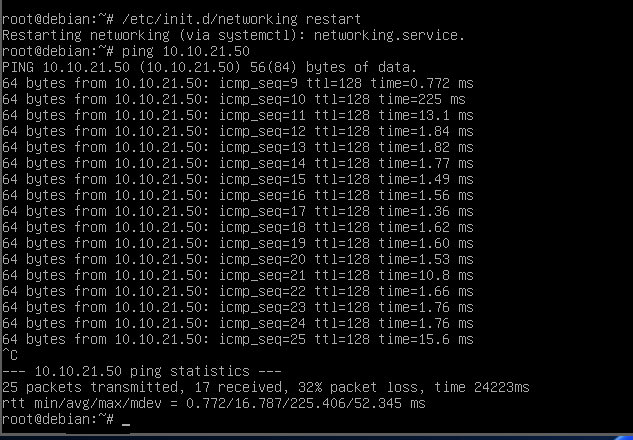 root@debian:~# /etc/init.d/networking restart
Restarting networking (via systemctl): networking.service.
root@debian:~# ping 10.10.21.50
PING 10.10.21.50 (10.10.21.50) 56(84) bytes of data.
64 bytes from 10.10.21.50: icmp_seq=9 ttl=128 time=0.772 ms
64 bytes from 10.10.21.50: icmp_seq=10 ttl=128 time=225 ms
64 bytes from 10.10.21.50: icmp_seq=11 ttl=128 time=13.1 ms
64 bytes from 10.10.21.50: icmp_seq=12 ttl=128 time=1.84 ms
64 bytes from 10.10.21.50: icmp_seq=13 ttl=128 time=1.82 ms
64 bytes from 10.10.21.50: icmp_seq=14 ttl=128 time=1.77 ms
64 bytes from 10.10.21.50: icmp_seq=15 ttl=128 time=1.49 ms
64 bytes from 10.10.21.50: icmp_seq=16 ttl=128 time=1.56 ms
64 bytes from 10.10.21.50: icmp_seq=17 ttl=128 time=1.36 ms
64 bytes from 10.10.21.50: icmp_seq=18 ttl=128 time=1.62 ms
64 bytes from 10.10.21.50: icmp_seq=19 ttl=128 time=1.60 ms
64 bytes from 10.10.21.50: icmp_seq=20 ttl=128 time=1.53 ms
64 bytes from 10.10.21.50: icmp_seq=21 ttl=128 time=10.8 ms
64 bytes from 10.10.21.50: icmp_seq=22 ttl=128 time=1.66 ms
64 bytes from 10.10.21.50: icmp_seq=23 ttl=128 time=1.76 ms
64 bytes from 10.10.21.50: icmp_seq=24 ttl=128 time=1.76 ms
64 bytes from 10.10.21.50: icmp_seq=25 ttl=128 time=15.6 ms
^C
--- 10.10.21.50 ping statistics ---
25 packets transmitted, 17 received, 32% packet loss, time 24223ms
rtt min/avg/max/mdev = 0.772/16.787/225.406/52.345 ms
root@debian:~# _